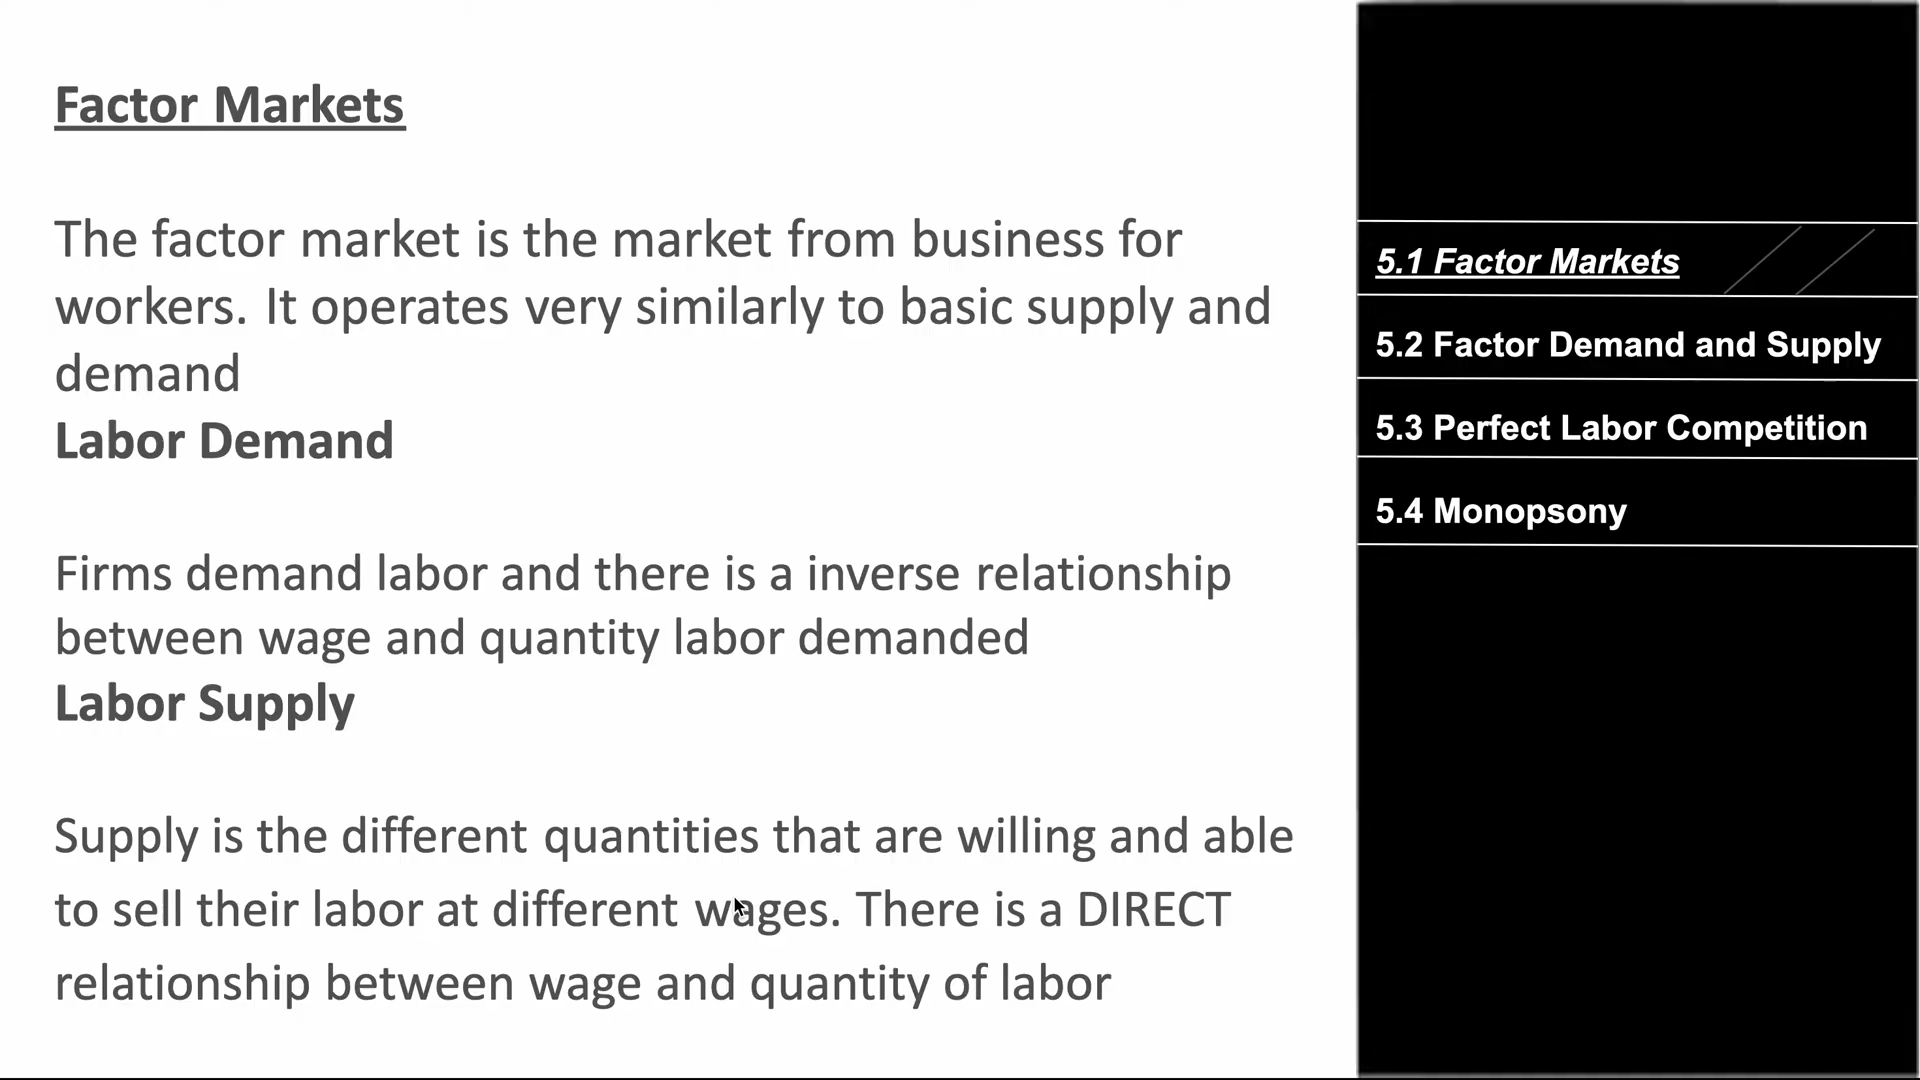 Factor Markets
The factor market is the market from business for
workers. It operates very similarly to basic supply and
demand
Labor Demand
Firms demand labor and there is a inverse relationship
between wage and quantity labor demanded
Labor Supply
Supply is the different quantities that are willing and able
to sell their labor at different wages. There is a DIRECT
relationship between wage and quantity of labor
5.1 Factor Markets
5.2 Factor Demand and Supply
5.3 Perfect Labor Competition
5.4 Monopsony